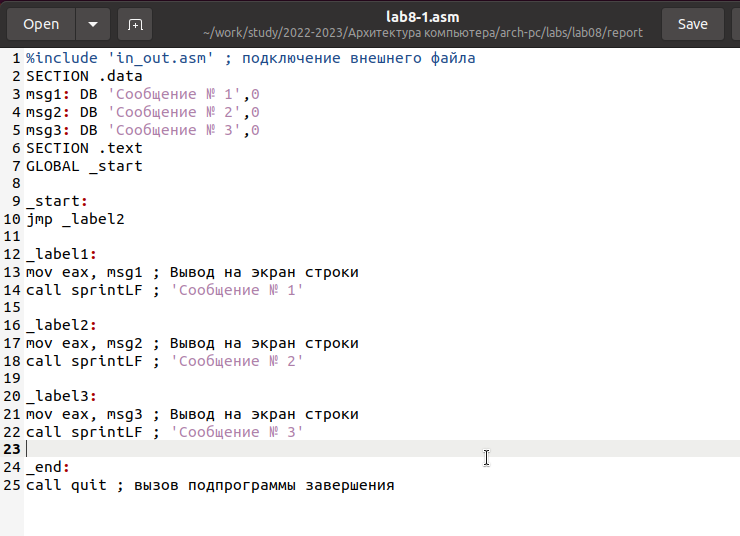 Open
lab8-1.asm
~/work/study/2022-2023/Архитектура компьютера/arch-pc/labs/lab08/report
Save
1 %include 'in_out.asm' ; подключение внешнего файла
2 SECTION .data
3 msg1: DB 'Сообщение № 1',0
4 msg2: DB 'Сообщение № 2',0
5 msg3: DB 'Сообщение № 3',0
6 SECTION .text
7 GLOBAL _start
8
9 _start:
10 jmp _label2
11
12 _label1:
13 mov eax, msg1 ; Вывод на экран строки
14 call sprintLF ; 'Сообщение № 1'
15
16 _label2:
17 mov eax, msg2 ; Вывод на экран строки
18 call sprintLF ; 'Сообщение № 2'
19
20 _label3:
21 mov eax, msg3 ; Вывод на экран строки
22 call sprintLF ; 'Сообщение № 3'
23
24 _end:
25 call quit ; вызов подпрограммы завершения